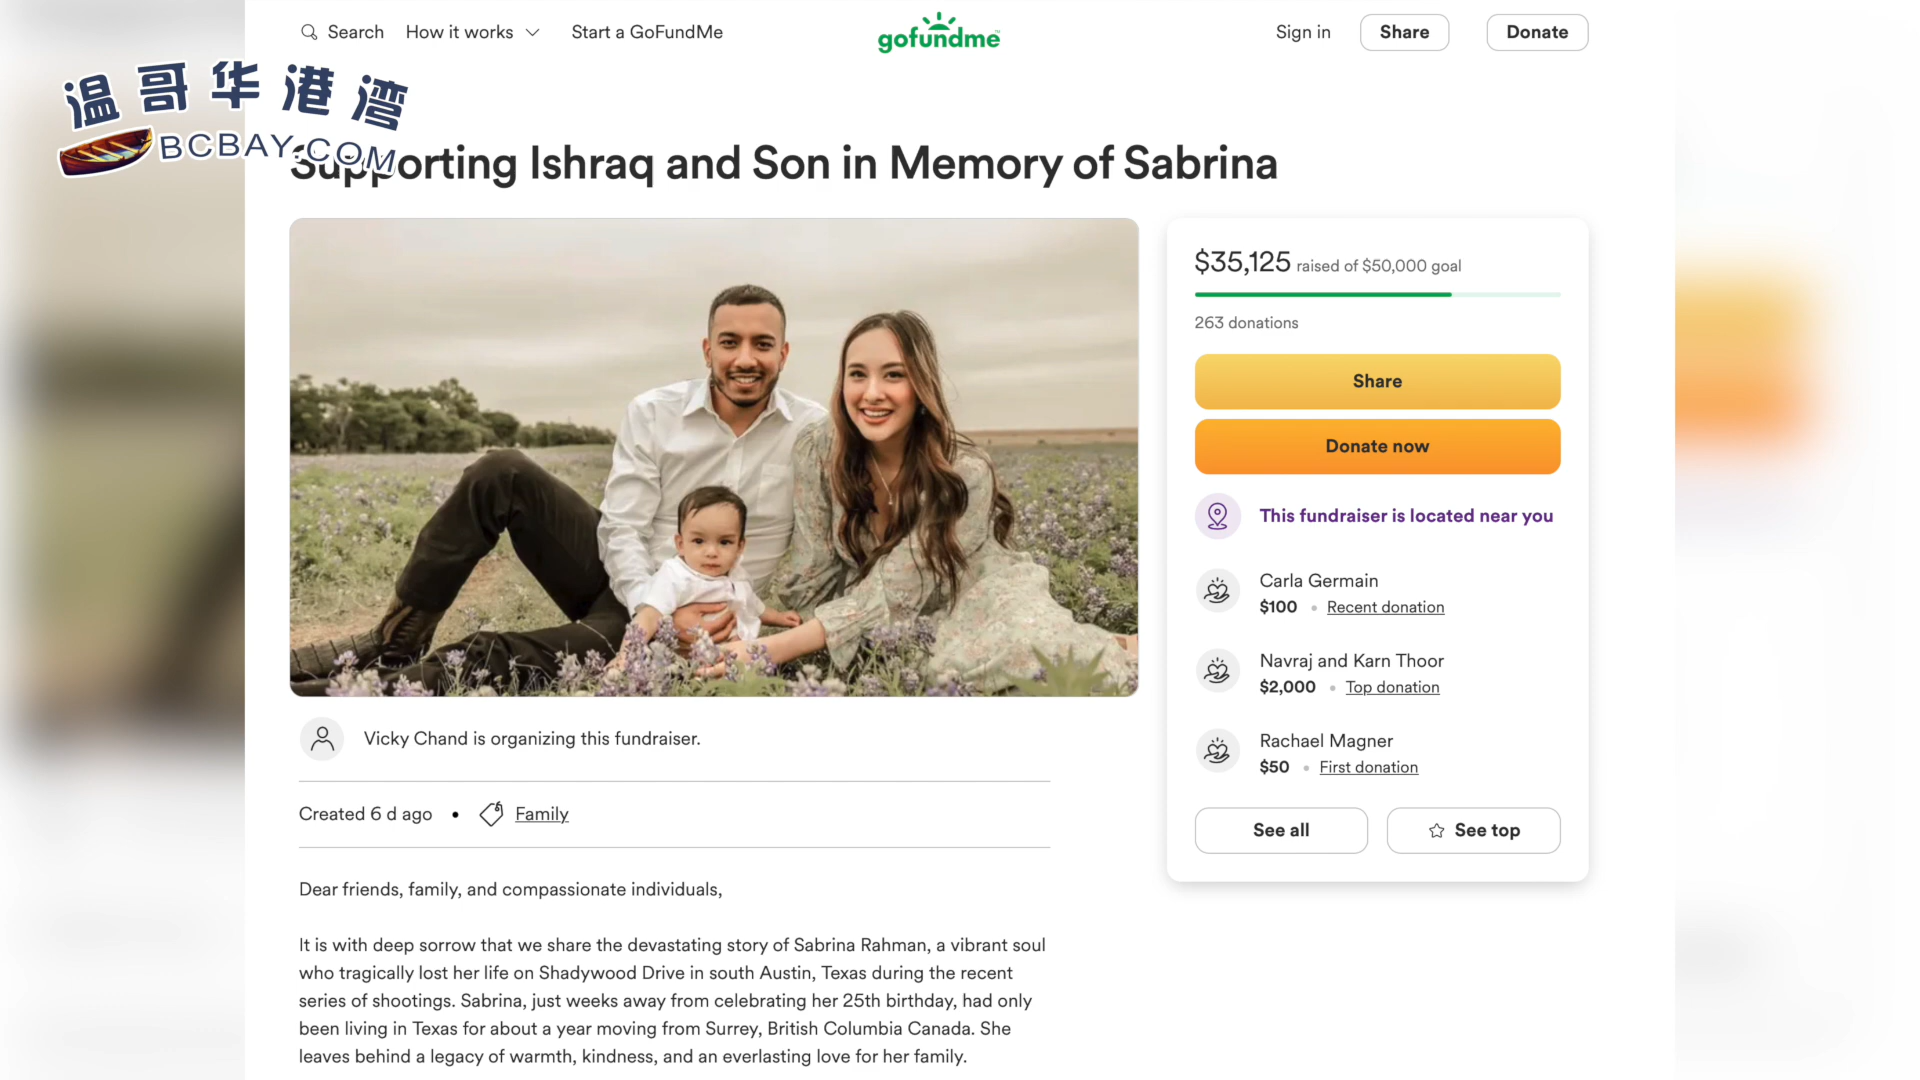 Search How it works Start a GoFundMe gofundme Sign in Share Donate
温哥华港湾
BCBAY.COM
Supporting Ishraq and Son in Memory of Sabrina
$35,125 raised of $50,000 goal
263 donations
Share
Donate now
This fundraiser is located near you
Carla Germain
$100 • Recent donation
Navraj and Karn Thoor
$2,000 • Top donation
Rachael Magner
$50 • First donation
See all See top
Vicky Chand is organizing this fundraiser.
Created 6 d ago • Family
Dear friends, family, and compassionate individuals,
It is with deep sorrow that we share the devastating story of Sabrina Rahman, a vibrant soul
who tragically lost her life on Shadywood Drive in south Austin, Texas during the recent
series of shootings. Sabrina, just weeks away from celebrating her 25th birthday, had only
been living in Texas for about a year moving from Surrey, British Columbia Canada. She
leaves behind a legacy of warmth, kindness, and an everlasting love for her family.